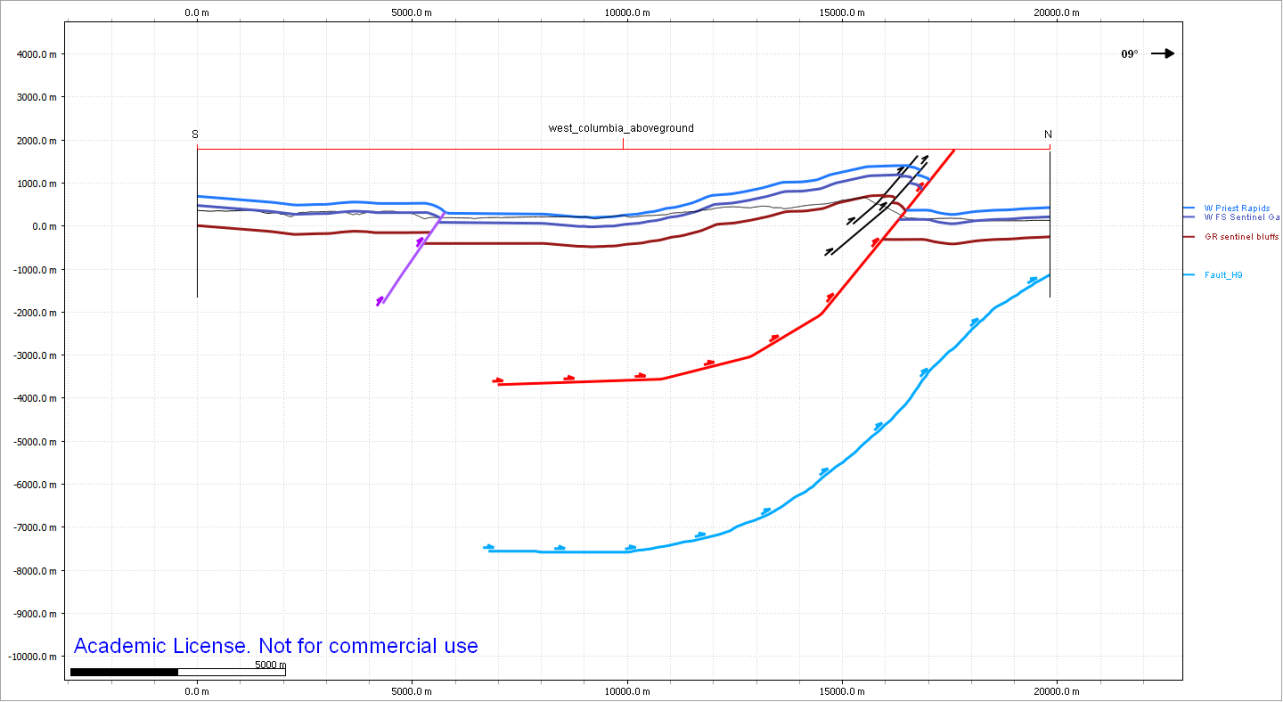 0.0 m 5000.0 m 10000.0 m 15000.0 m 20000.0 m
4000.0 m
09°
3000.0 m
2000.0 m
S west_columbia_aboveground N
1000.0 m
W Priest Rapids
W FS Sentinel Ga
0.0 m
GR sentinel bluffs
-1000.0 m
Fault_H9
-2000.0 m
-3000.0 m
-4000.0 m
-5000.0 m
-6000.0 m
-7000.0 m
-8000.0 m
-9000.0 m
Academic License. Not for commercial use
-10000.0 m
5000 m
0.0 m 5000.0 m 10000.0 m 15000.0 m 20000.0 m